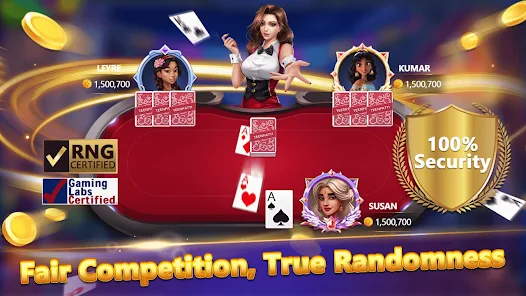 LEYRE
1,500,700
KUMAR
1,500,700
TEENPATTI
RNG
CERTIFIED
Gaming
Labs
Certified
100%
Security
A
A
A
SUSAN
1,500,700
Fair Competition, True Randomness